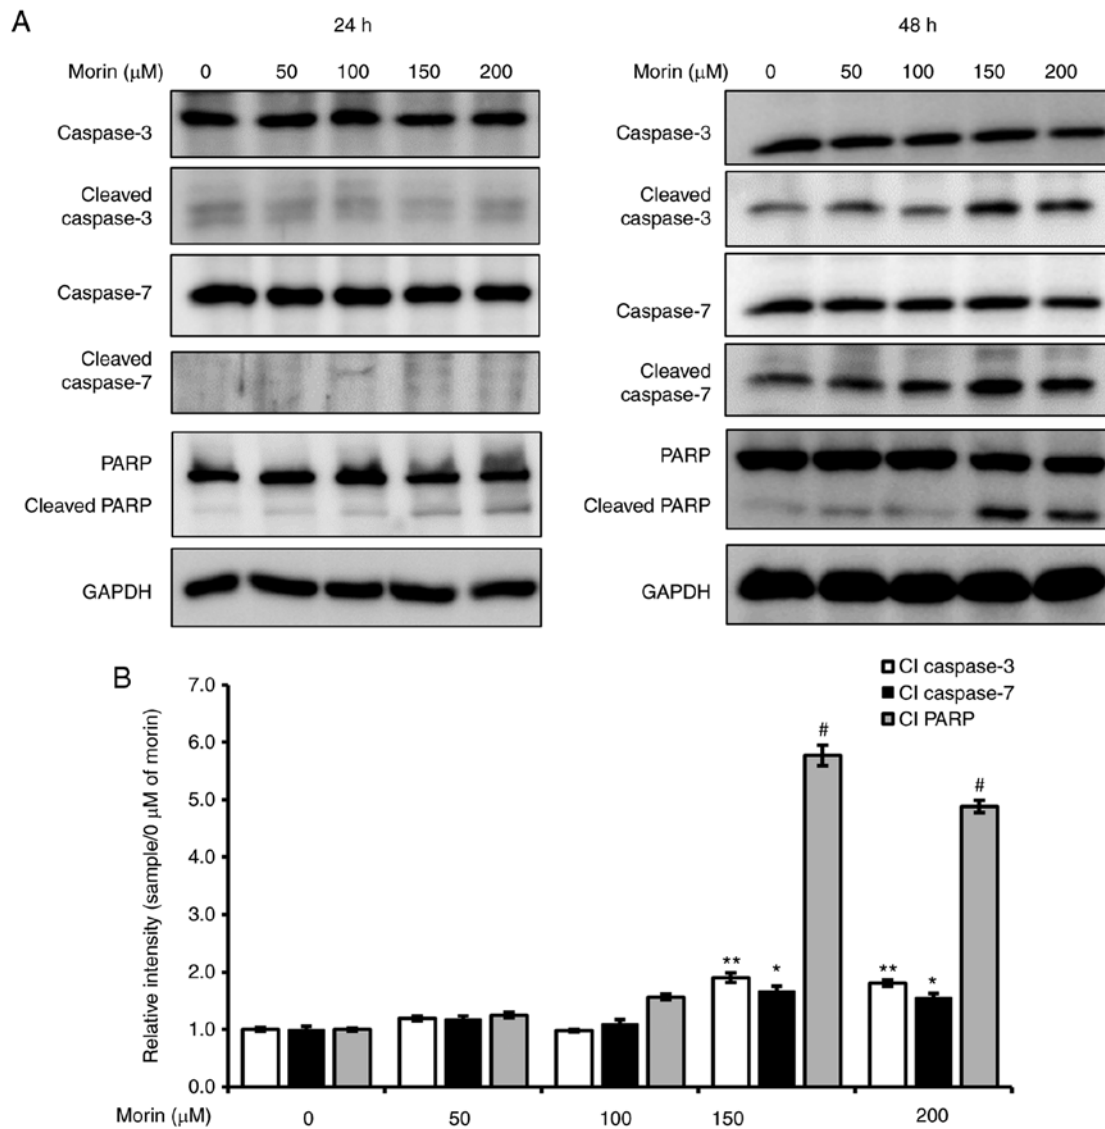 A
24 h
48 h
Morin (μM) 0 50 100 150 200
Morin (μM) 0 50 100 150 200
Caspase-3
Cleaved
caspase-3
Caspase-7
Cleaved
caspase-7
PARP
Cleaved PARP
GAPDH
Caspase-3
Cleaved
caspase-3
Caspase-7
Cleaved
caspase-7
PARP
Cleaved PARP
GAPDH
B
Relative intensity (sample/0 μM of morin)
7.0
6.0
5.0
4.0
3.0
2.0
1.0
0.0
CI caspase-3
CI caspase-7
CI PARP
** * #
** * #
Morin (μM) 0 50 100 150 200